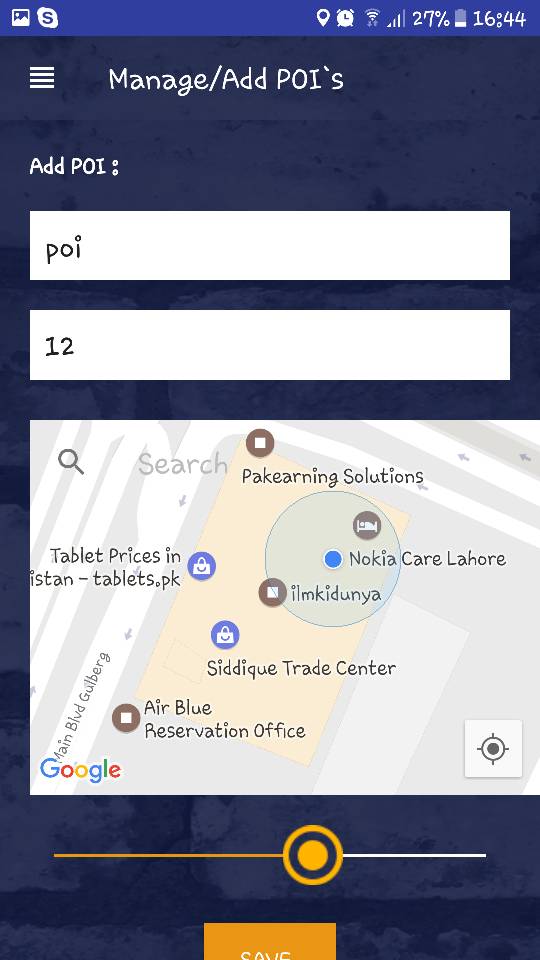 27% 16:44
Manage/Add POI`s
Add POI :
poi
12
Search
Pakearning Solutions
Tablet Prices in
istan – tablets.pk
Nokia Care Lahore
ilmkidunya
Siddique Trade Center
Air Blue
Reservation Office
Main Blvd Gulberg
Google
SAVE